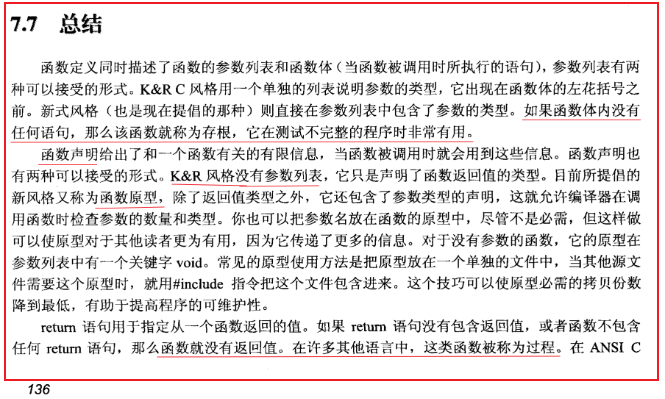 7.7 总结
函数定义同时描述了函数的参数列表和函数体（当函数被调用时所执行的语句），参数列表有两
种可以接受的形式。K&R C 风格用一个单独的列表说明参数的类型，它出现在函数体的左花括号之
前。新式风格（也是现在提倡的那种）则直接在参数列表中包含了参数的类型。如果函数体内没有
任何语句，那么该函数就称为存根，它在测试不完整的程序时非常有用。
函数声明给出了和一个函数有关的有限信息，当函数被调用时就会用到这些信息。函数声明也
有两种可以接受的形式。K&R 风格没有参数列表，它只是声明了函数返回值的类型。目前所提倡的
新风格又称为函数原型，除了返回值类型之外，它还包含了参数类型的声明，这就允许编译器在调
用函数时检查参数的数量和类型。你也可以把参数名放在函数的原型中，尽管不是必需，但这样做
可以使原型对于其他读者更为有用，因为它传递了更多的信息。对于没有参数的函数，它的原型在
参数列表中有一个关键字 void。常见的原型使用方法是把原型放在一个单独的文件中，当其他源文
件需要这个原型时，就用#include 指令把这个文件包含进来。这个技巧可以使原型必需的拷贝份数
降到最低，有助于提高程序的可维护性。
return 语句用于指定从一个函数返回的值。如果 return 语句没有包含返回值，或者函数不包含
任何 return 语句，那么函数就没有返回值。在许多其他语言中，这类函数被称为过程。在 ANSI C
136